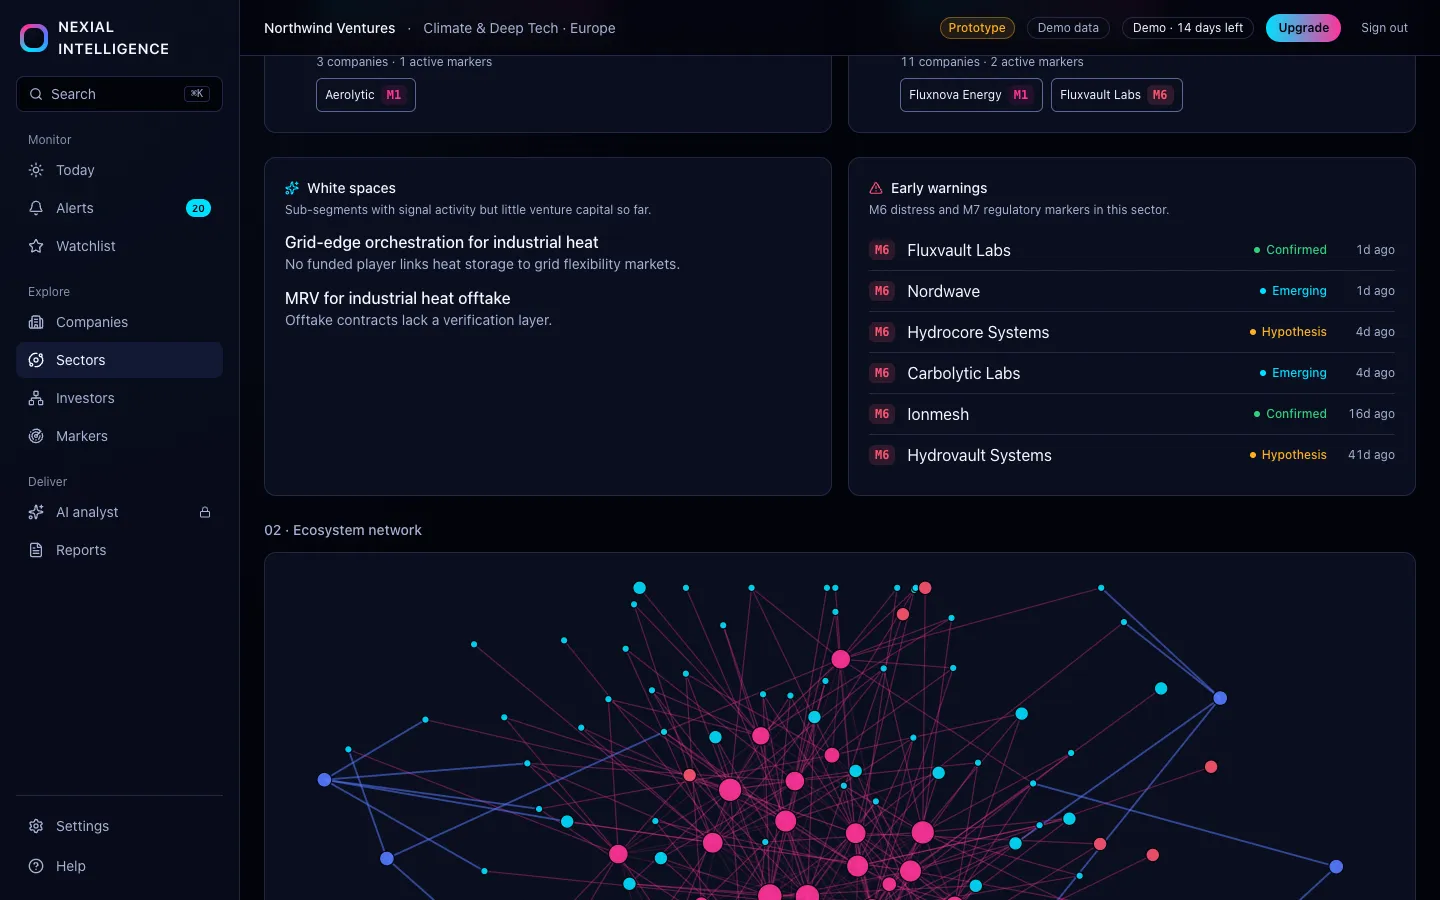 NEXIAL
INTELLIGENCE
Search ⌘K
Monitor
Today
Alerts 20
Watchlist
Explore
Companies
Sectors
Investors
Markers
Deliver
AI analyst
Reports
Settings
Help
Northwind Ventures · Climate & Deep Tech · Europe
Prototype Demo data Demo · 14 days left Upgrade Sign out
3 companies · 1 active markers
Aerolytic M1
11 companies · 2 active markers
Fluxnova Energy M1 Fluxvault Labs M6
White spaces
Sub-segments with signal activity but little venture capital so far.
Grid-edge orchestration for industrial heat
No funded player links heat storage to grid flexibility markets.
MRV for industrial heat offtake
Offtake contracts lack a verification layer.
Early warnings
M6 distress and M7 regulatory markers in this sector.
M6 Fluxvault Labs Confirmed 1d ago
M6 Nordwave Emerging 1d ago
M6 Hydrocore Systems Hypothesis 4d ago
M6 Carbolytic Labs Emerging 4d ago
M6 Ionmesh Confirmed 16d ago
M6 Hydrovault Systems Hypothesis 41d ago
02 · Ecosystem network